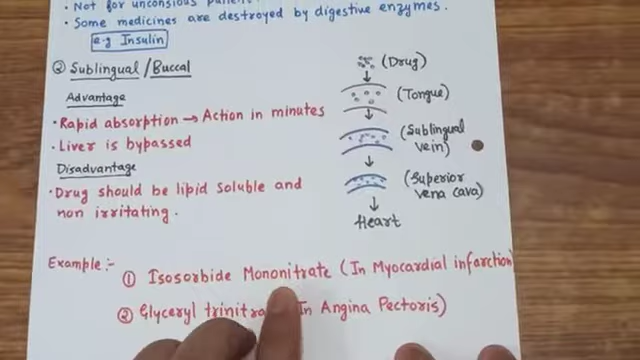 • Not for unconsious
• Some medicines are destroyed by digestive enzymes.
e-g Insulin
② Sublingual/Buccal
Advantage
• Rapid absorption → Action in minutes
• Liver is bypassed
Disadvantage
• Drug should be lipid soluble and
non irritating.
(Drug)
(Tongue)
(Sublingual
vein)
(Superior
vena cava)
Heart
Example:-
① Isosorbide Mononitrate (In Myocardial infarction)
② Glyceryl In Angina Pectoris)